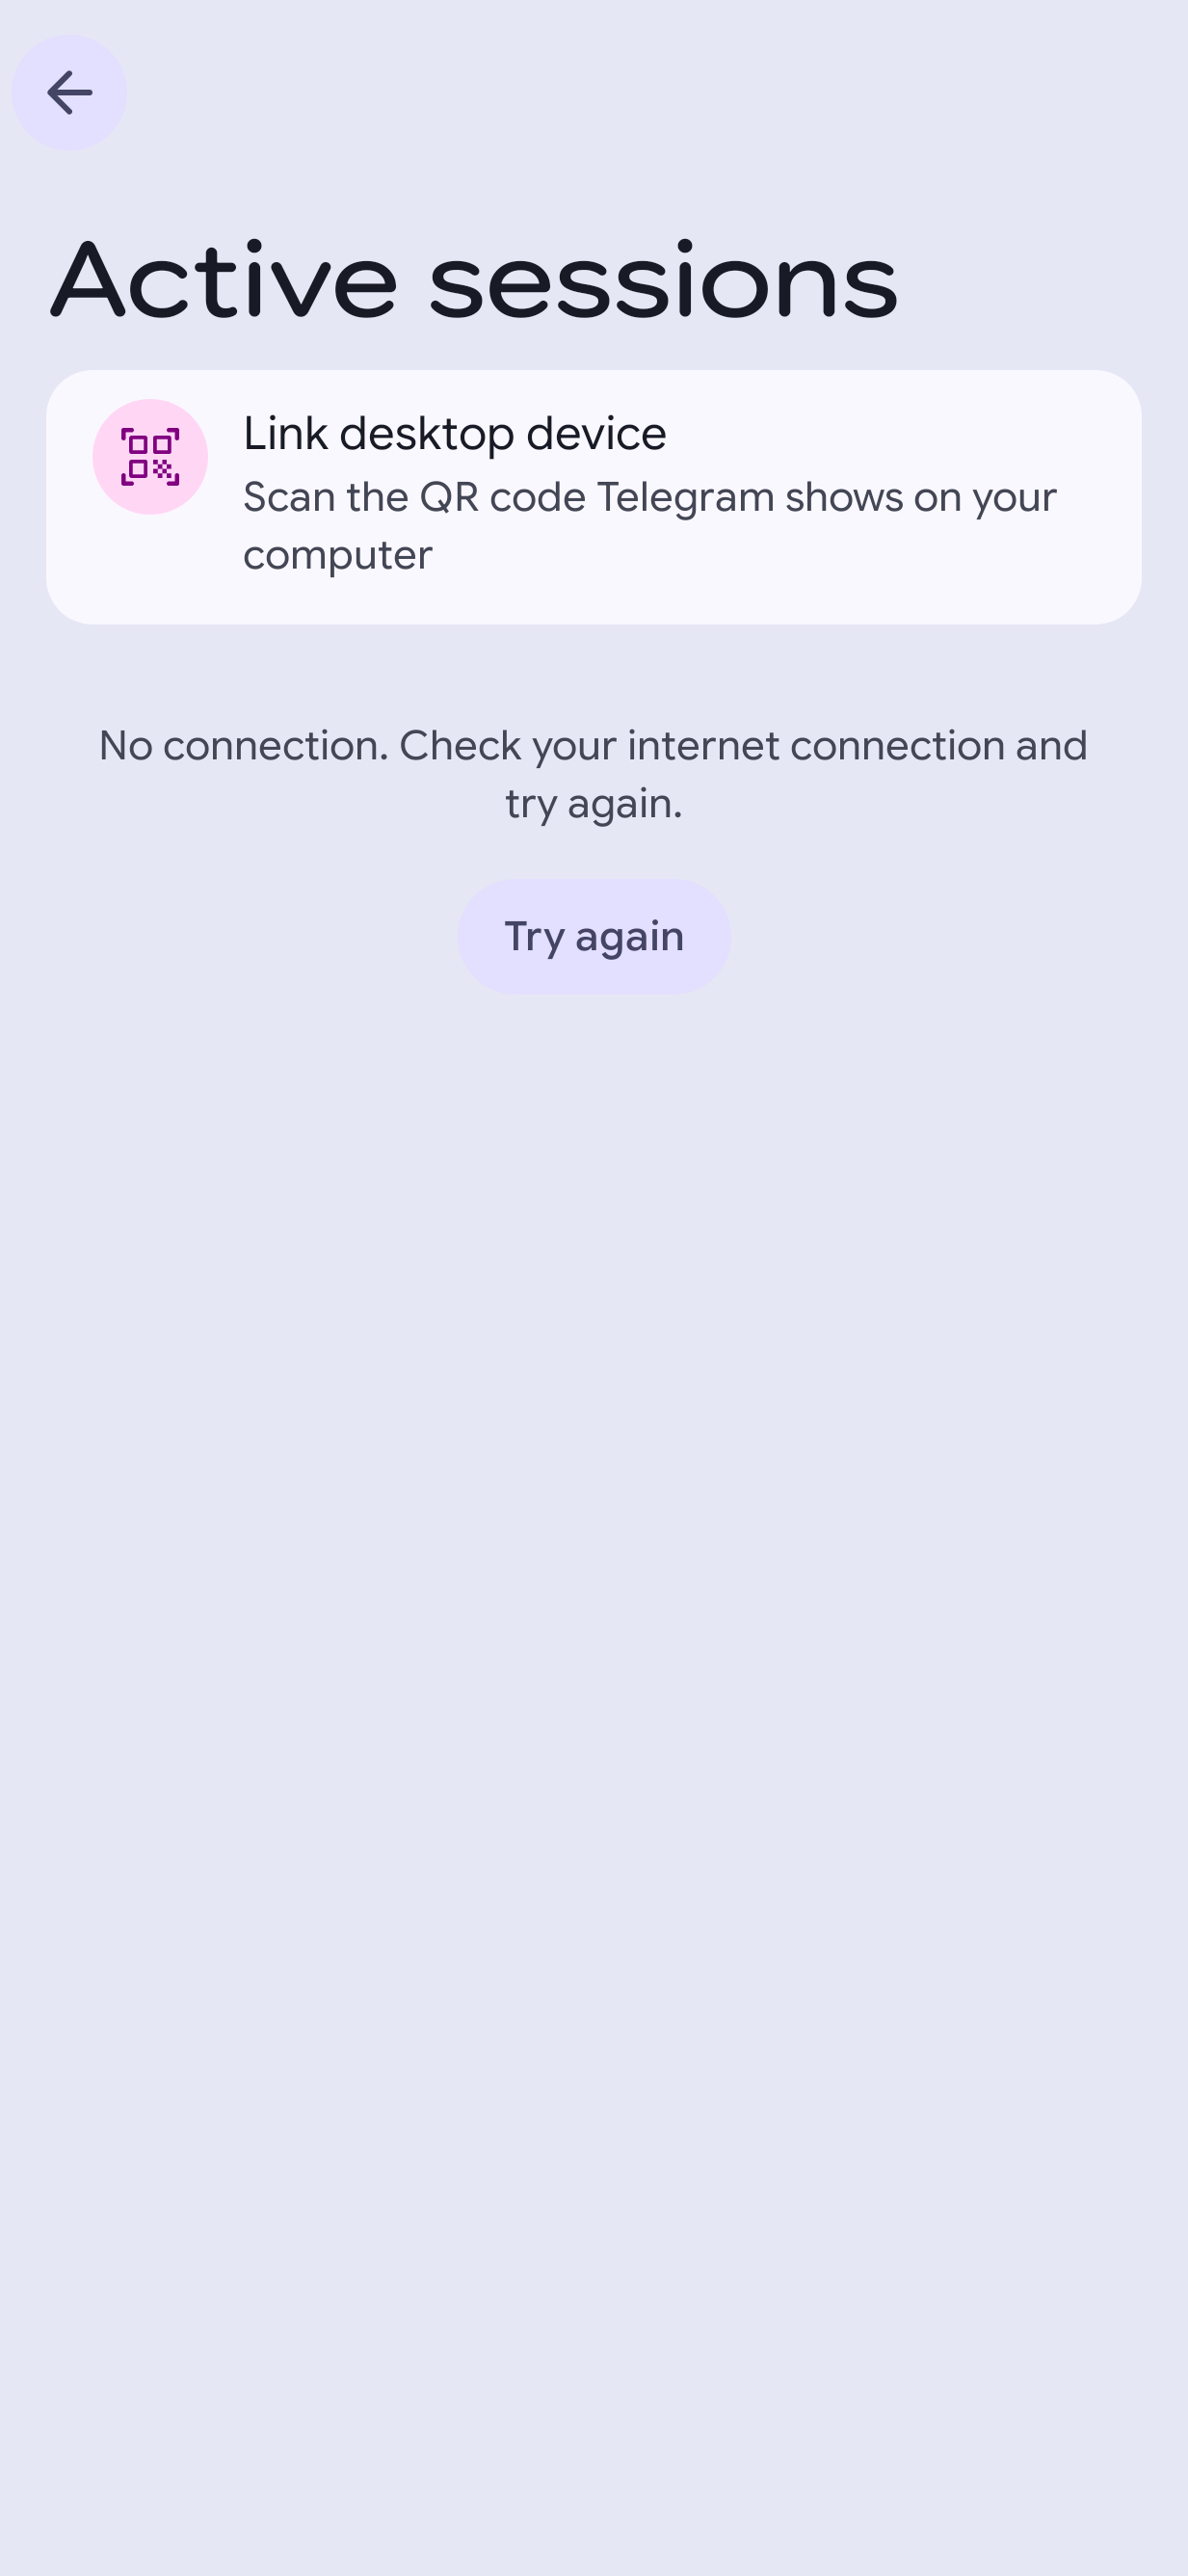 Active sessions
Link desktop device
Scan the QR code Telegram shows on your
computer
No connection. Check your internet connection and
try again.
Try again